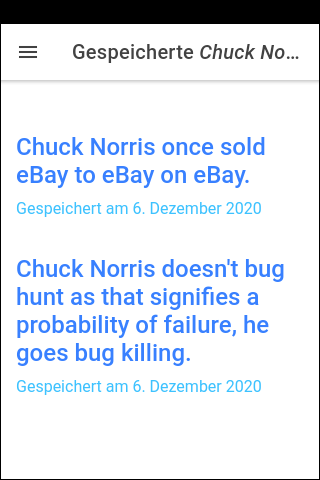 Gespeicherte Chuck No…
Chuck Norris once sold
eBay to eBay on eBay.
Gespeichert am 6. Dezember 2020
Chuck Norris doesn't bug
hunt as that signifies a
probability of failure, he
goes bug killing.
Gespeichert am 6. Dezember 2020